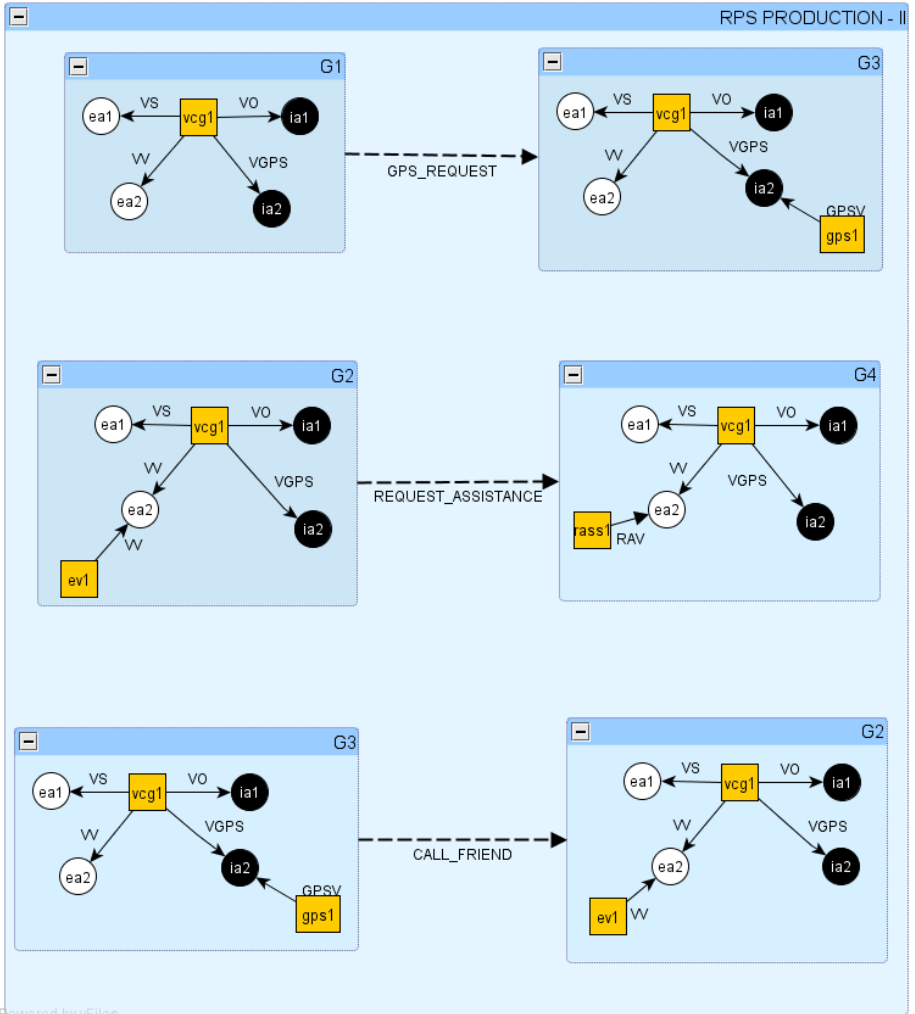 RPS PRODUCTION - II
G1
ea1
VS
vcg1
VO
ia1
VV
VGPS
ea2
ia2
GPS_REQUEST
G3
ea1
VS
vcg1
VO
ia1
VV
VGPS
ea2
ia2
GPSV
gps1
G2
ea1
VS
vcg1
VO
ia1
VV
VGPS
ea2
ia2
VV
ev1
REQUEST_ASSISTANCE
G4
ea1
VS
vcg1
VO
ia1
VV
VGPS
ea2
ia2
rass1
RAV
G3
ea1
VS
vcg1
VO
ia1
VV
VGPS
ea2
ia2
GPSV
gps1
CALL_FRIEND
G2
ea1
VS
vcg1
VO
ia1
VV
VGPS
ea2
ia2
ev1
VV
Powered by yFiles